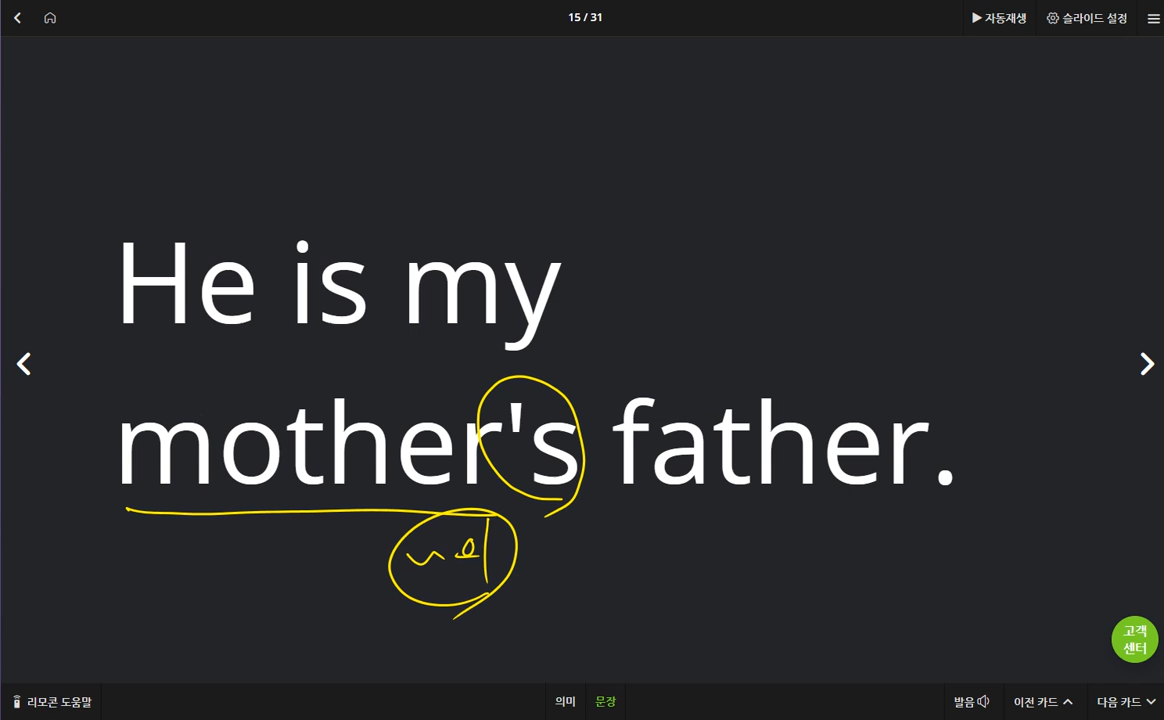 15 / 31
자동재생
슬라이드 설정
He is my
mother's father.
~의
고객
센터
리모콘 도움말
의미
문장
발음
이전 카드
다음 카드